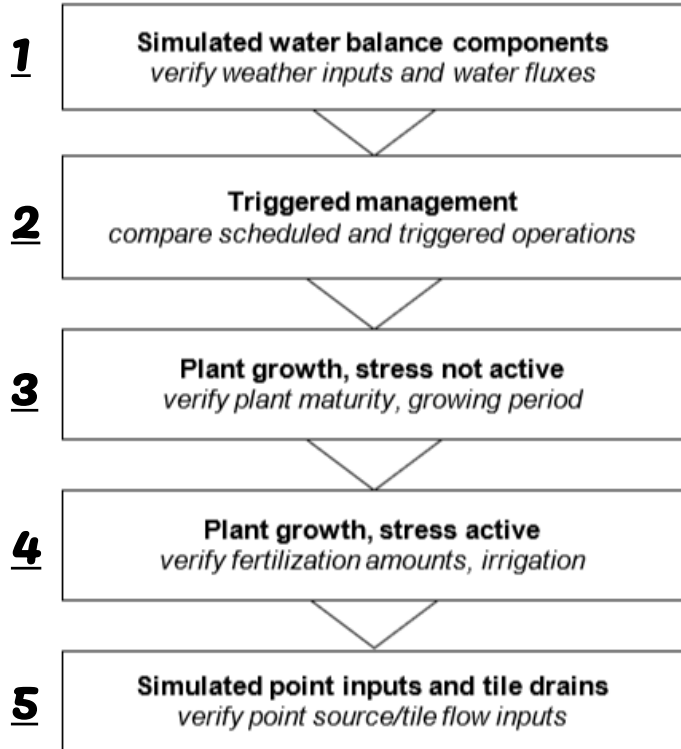 1
Simulated water balance components
verify weather inputs and water fluxes
2
Triggered management
compare scheduled and triggered operations
3
Plant growth, stress not active
verify plant maturity, growing period
4
Plant growth, stress active
verify fertilization amounts, irrigation
5
Simulated point inputs and tile drains
verify point source/tile flow inputs